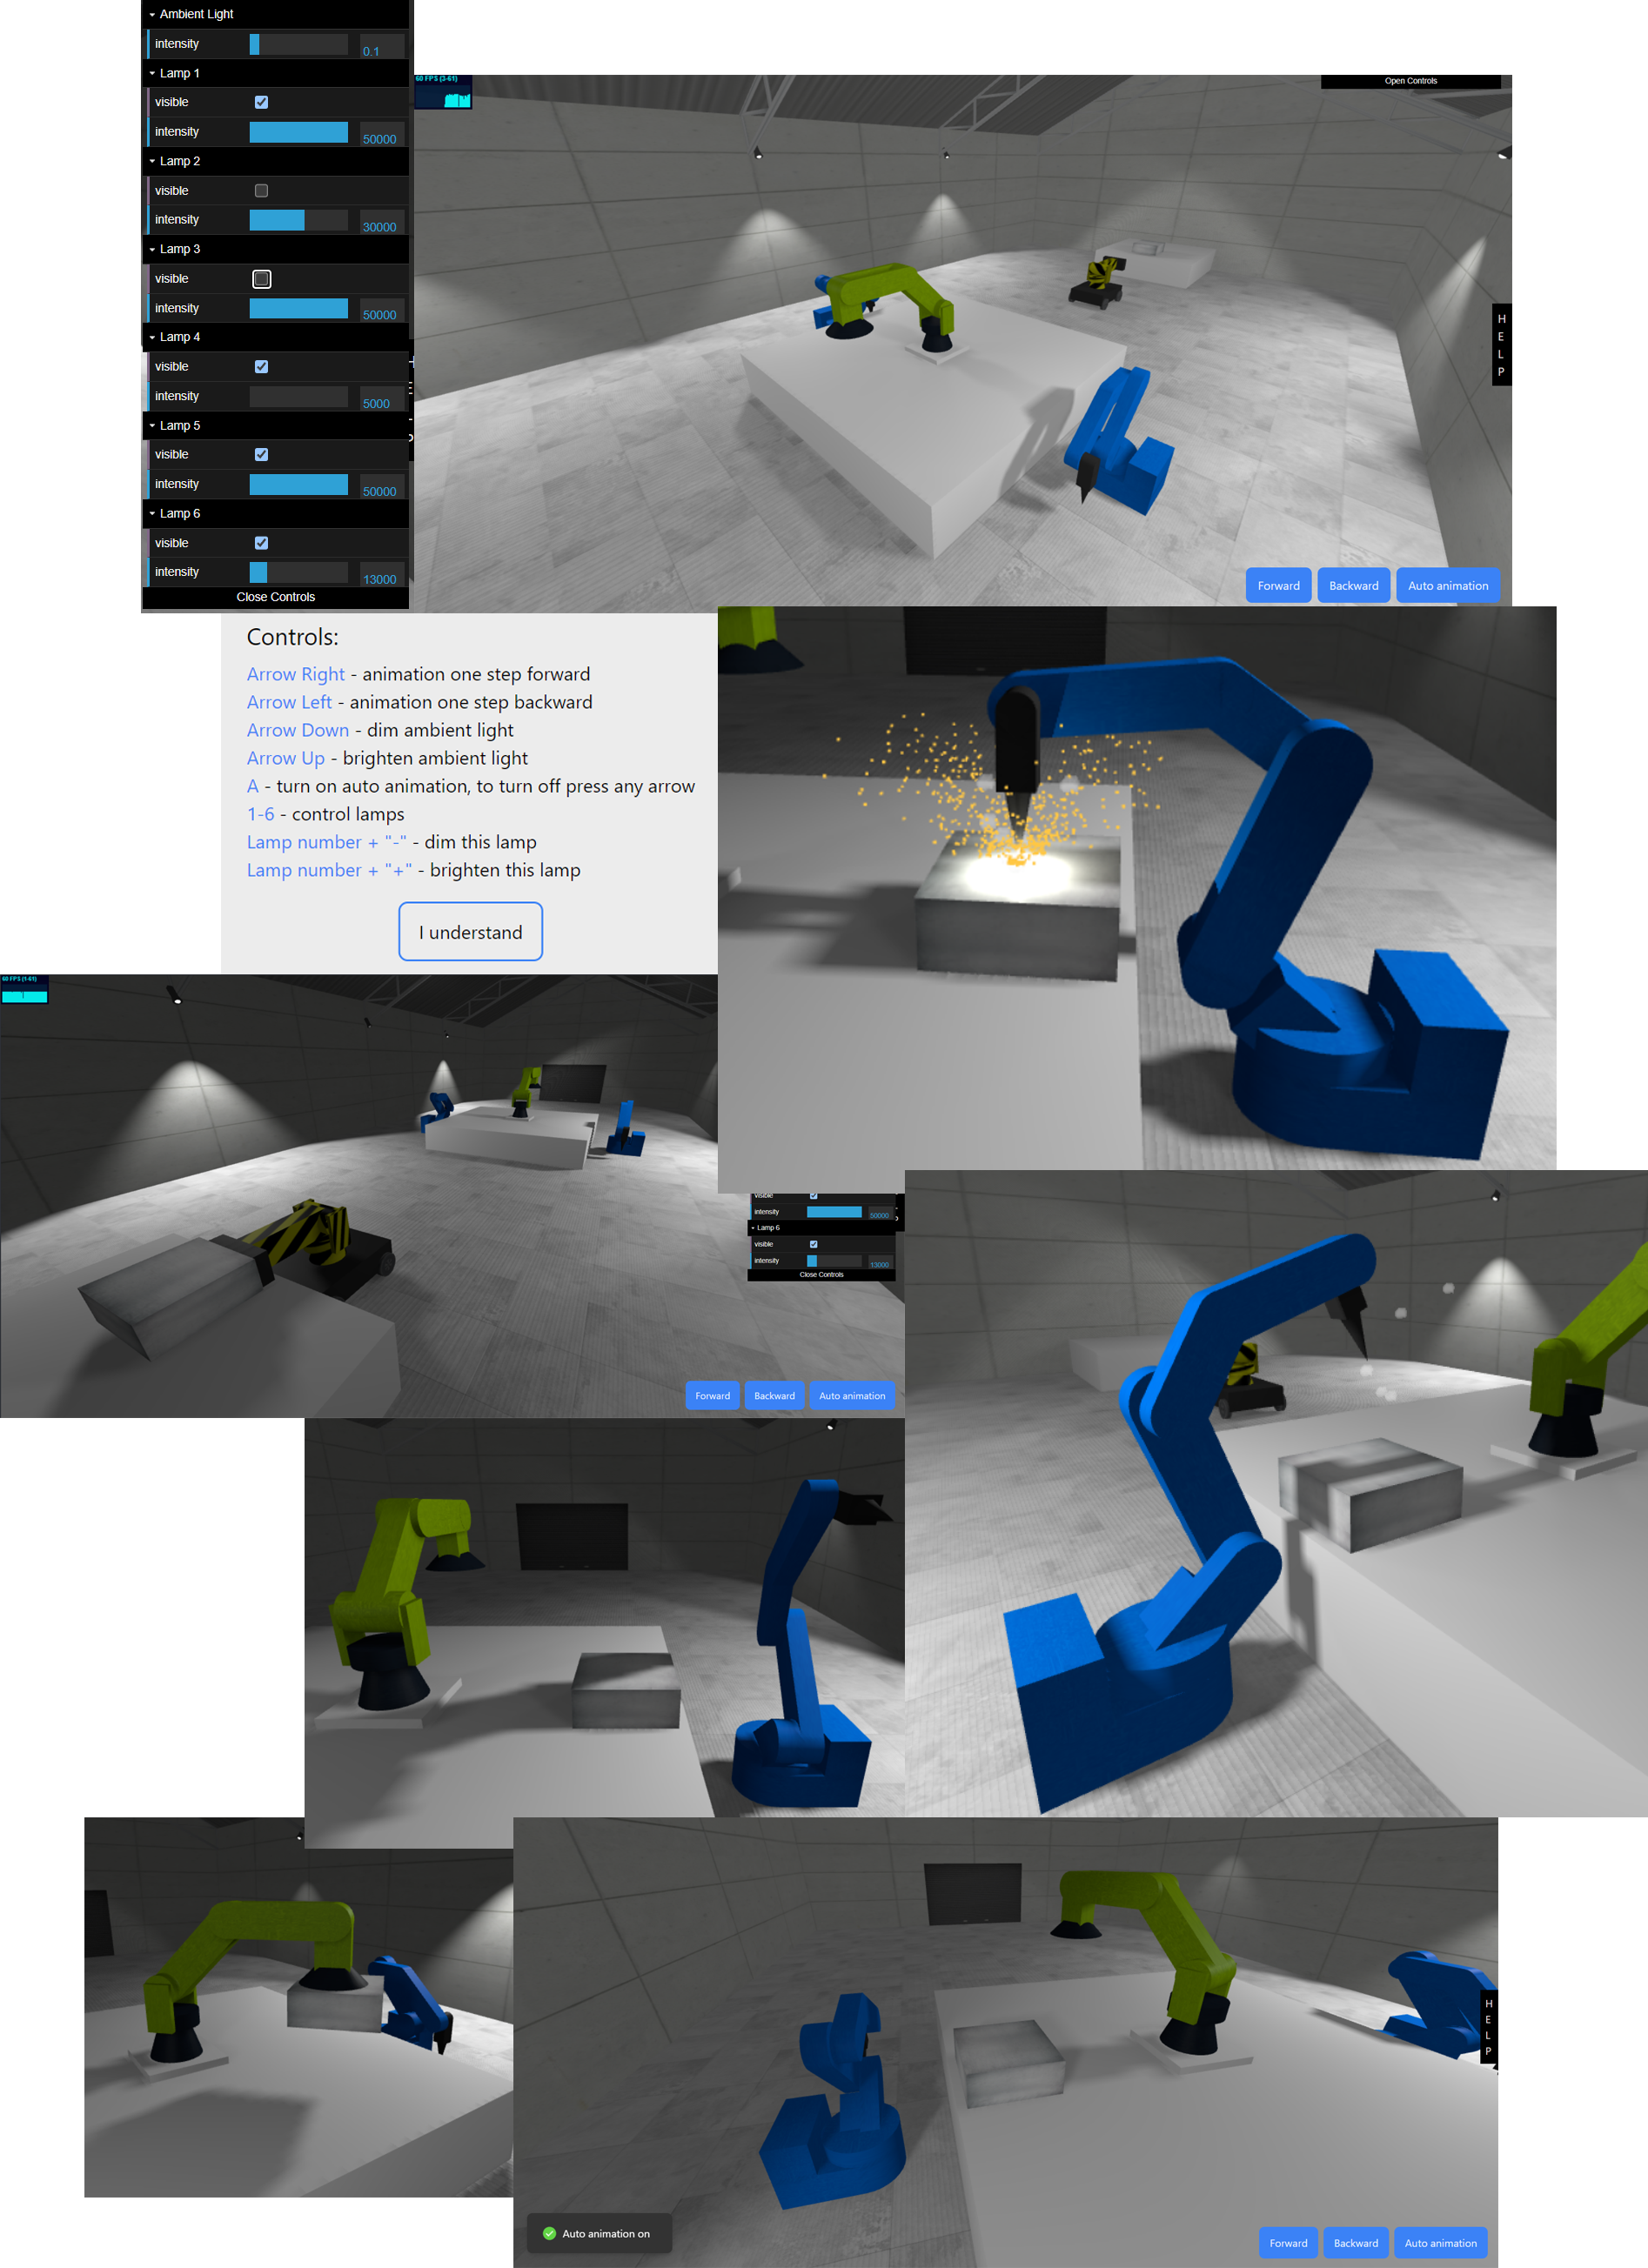 Ambient Light
intensity 0.1
Lamp 1
visible
intensity 50000
Lamp 2
visible
intensity 30000
Lamp 3
visible
intensity 50000
Lamp 4
visible
intensity 5000
Lamp 5
visible
intensity 50000
Lamp 6
visible
intensity 13000
Close Controls
60 FPS (3-61)
Open Controls
H
E
L
P
Forward Backward Auto animation
Controls:
Arrow Right - animation one step forward
Arrow Left - animation one step backward
Arrow Down - dim ambient light
Arrow Up - brighten ambient light
A - turn on auto animation, to turn off press any arrow
1-6 - control lamps
Lamp number + "-" - dim this lamp
Lamp number + "+" - brighten this lamp
I understand
60 FPS (1-61)
visible
intensity 50000
Lamp 6
visible
intensity 13000
Close Controls
Forward Backward Auto animation
H
E
L
P
Auto animation on
Forward Backward Auto animation